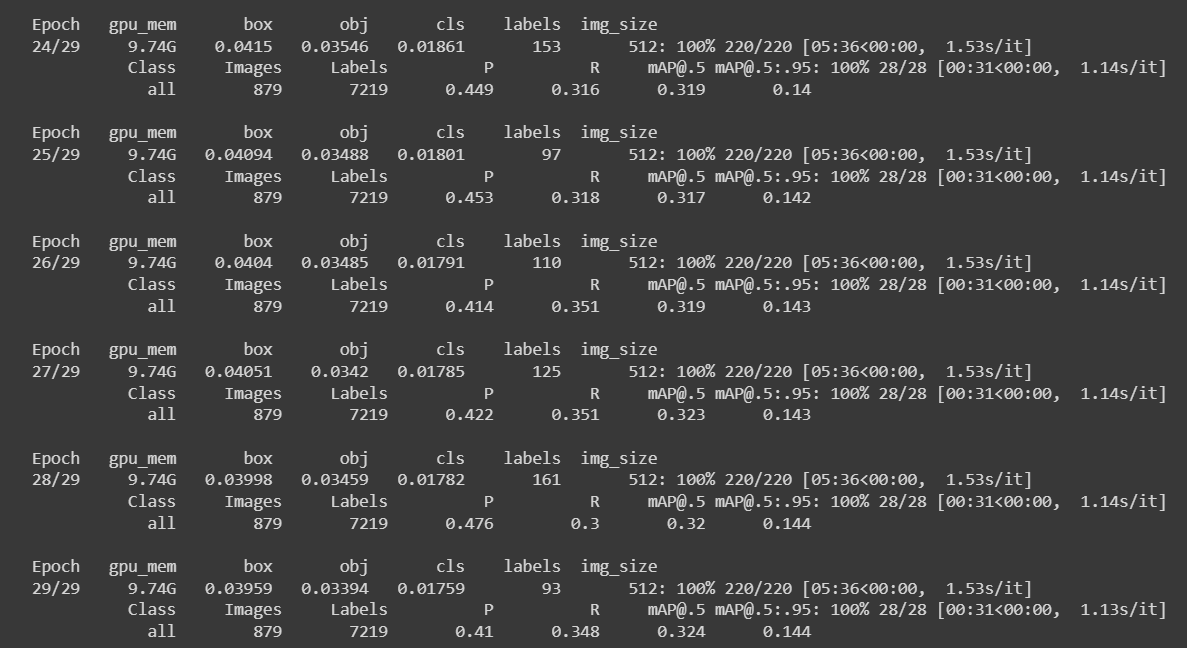 Epoch gpu_mem box obj cls labels img_size
24/29 9.74G 0.0415 0.03546 0.01861 153 512: 100% 220/220 [05:36<00:00, 1.53s/it]
Class Images Labels P R mAP@.5 mAP@.5:.95: 100% 28/28 [00:31<00:00, 1.14s/it]
all 879 7219 0.449 0.316 0.319 0.14
Epoch gpu_mem box obj cls labels img_size
25/29 9.74G 0.04094 0.03488 0.01801 97 512: 100% 220/220 [05:36<00:00, 1.53s/it]
Class Images Labels P R mAP@.5 mAP@.5:.95: 100% 28/28 [00:31<00:00, 1.14s/it]
all 879 7219 0.453 0.318 0.317 0.142
Epoch gpu_mem box obj cls labels img_size
26/29 9.74G 0.0404 0.03485 0.01791 110 512: 100% 220/220 [05:36<00:00, 1.53s/it]
Class Images Labels P R mAP@.5 mAP@.5:.95: 100% 28/28 [00:31<00:00, 1.14s/it]
all 879 7219 0.414 0.351 0.319 0.143
Epoch gpu_mem box obj cls labels img_size
27/29 9.74G 0.04051 0.0342 0.01785 125 512: 100% 220/220 [05:36<00:00, 1.53s/it]
Class Images Labels P R mAP@.5 mAP@.5:.95: 100% 28/28 [00:31<00:00, 1.14s/it]
all 879 7219 0.422 0.351 0.323 0.143
Epoch gpu_mem box obj cls labels img_size
28/29 9.74G 0.03998 0.03459 0.01782 161 512: 100% 220/220 [05:36<00:00, 1.53s/it]
Class Images Labels P R mAP@.5 mAP@.5:.95: 100% 28/28 [00:31<00:00, 1.14s/it]
all 879 7219 0.476 0.3 0.32 0.144
Epoch gpu_mem box obj cls labels img_size
29/29 9.74G 0.03959 0.03394 0.01759 93 512: 100% 220/220 [05:36<00:00, 1.53s/it]
Class Images Labels P R mAP@.5 mAP@.5:.95: 100% 28/28 [00:31<00:00, 1.13s/it]
all 879 7219 0.41 0.348 0.324 0.144